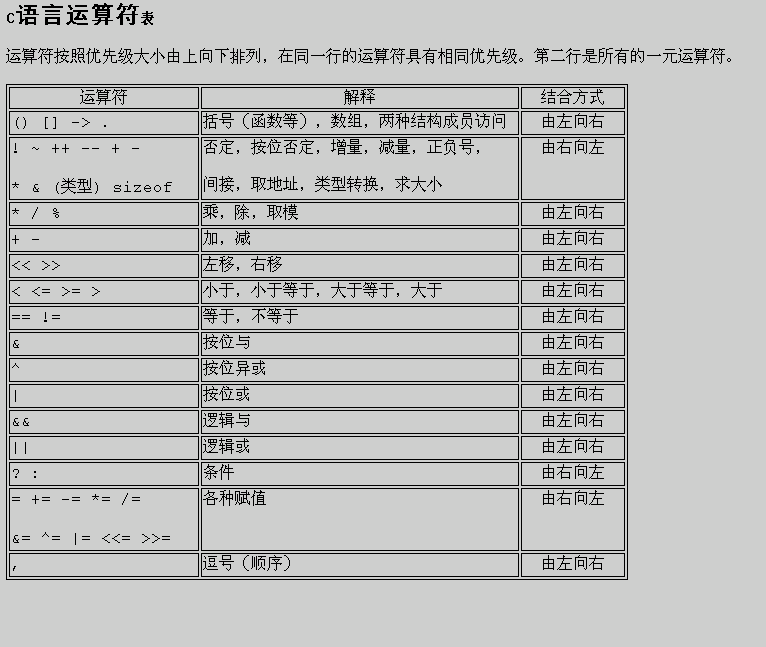 C语言运算符表
运算符按照优先级大小由上向下排列，在同一行的运算符具有相同优先级。第二行是所有的一元运算符。
运算符 解释 结合方式
() [] -> . 括号（函数等），数组，两种结构成员访问 由左向右
! ~ ++ -- + - 否定，按位否定，增量，减量，正负号， 由右向左
* & (类型) sizeof 间接，取地址，类型转换，求大小
* / % 乘，除，取模 由左向右
+ - 加，减 由左向右
<< >> 左移，右移 由左向右
< <= >= > 小于，小于等于，大于等于，大于 由左向右
== != 等于，不等于 由左向右
& 按位与 由左向右
^ 按位异或 由左向右
| 按位或 由左向右
&& 逻辑与 由左向右
|| 逻辑或 由左向右
? : 条件 由右向左
= += -= *= /= 各种赋值 由右向左
&= ^= |= <<= >>=
, 逗号（顺序） 由左向右